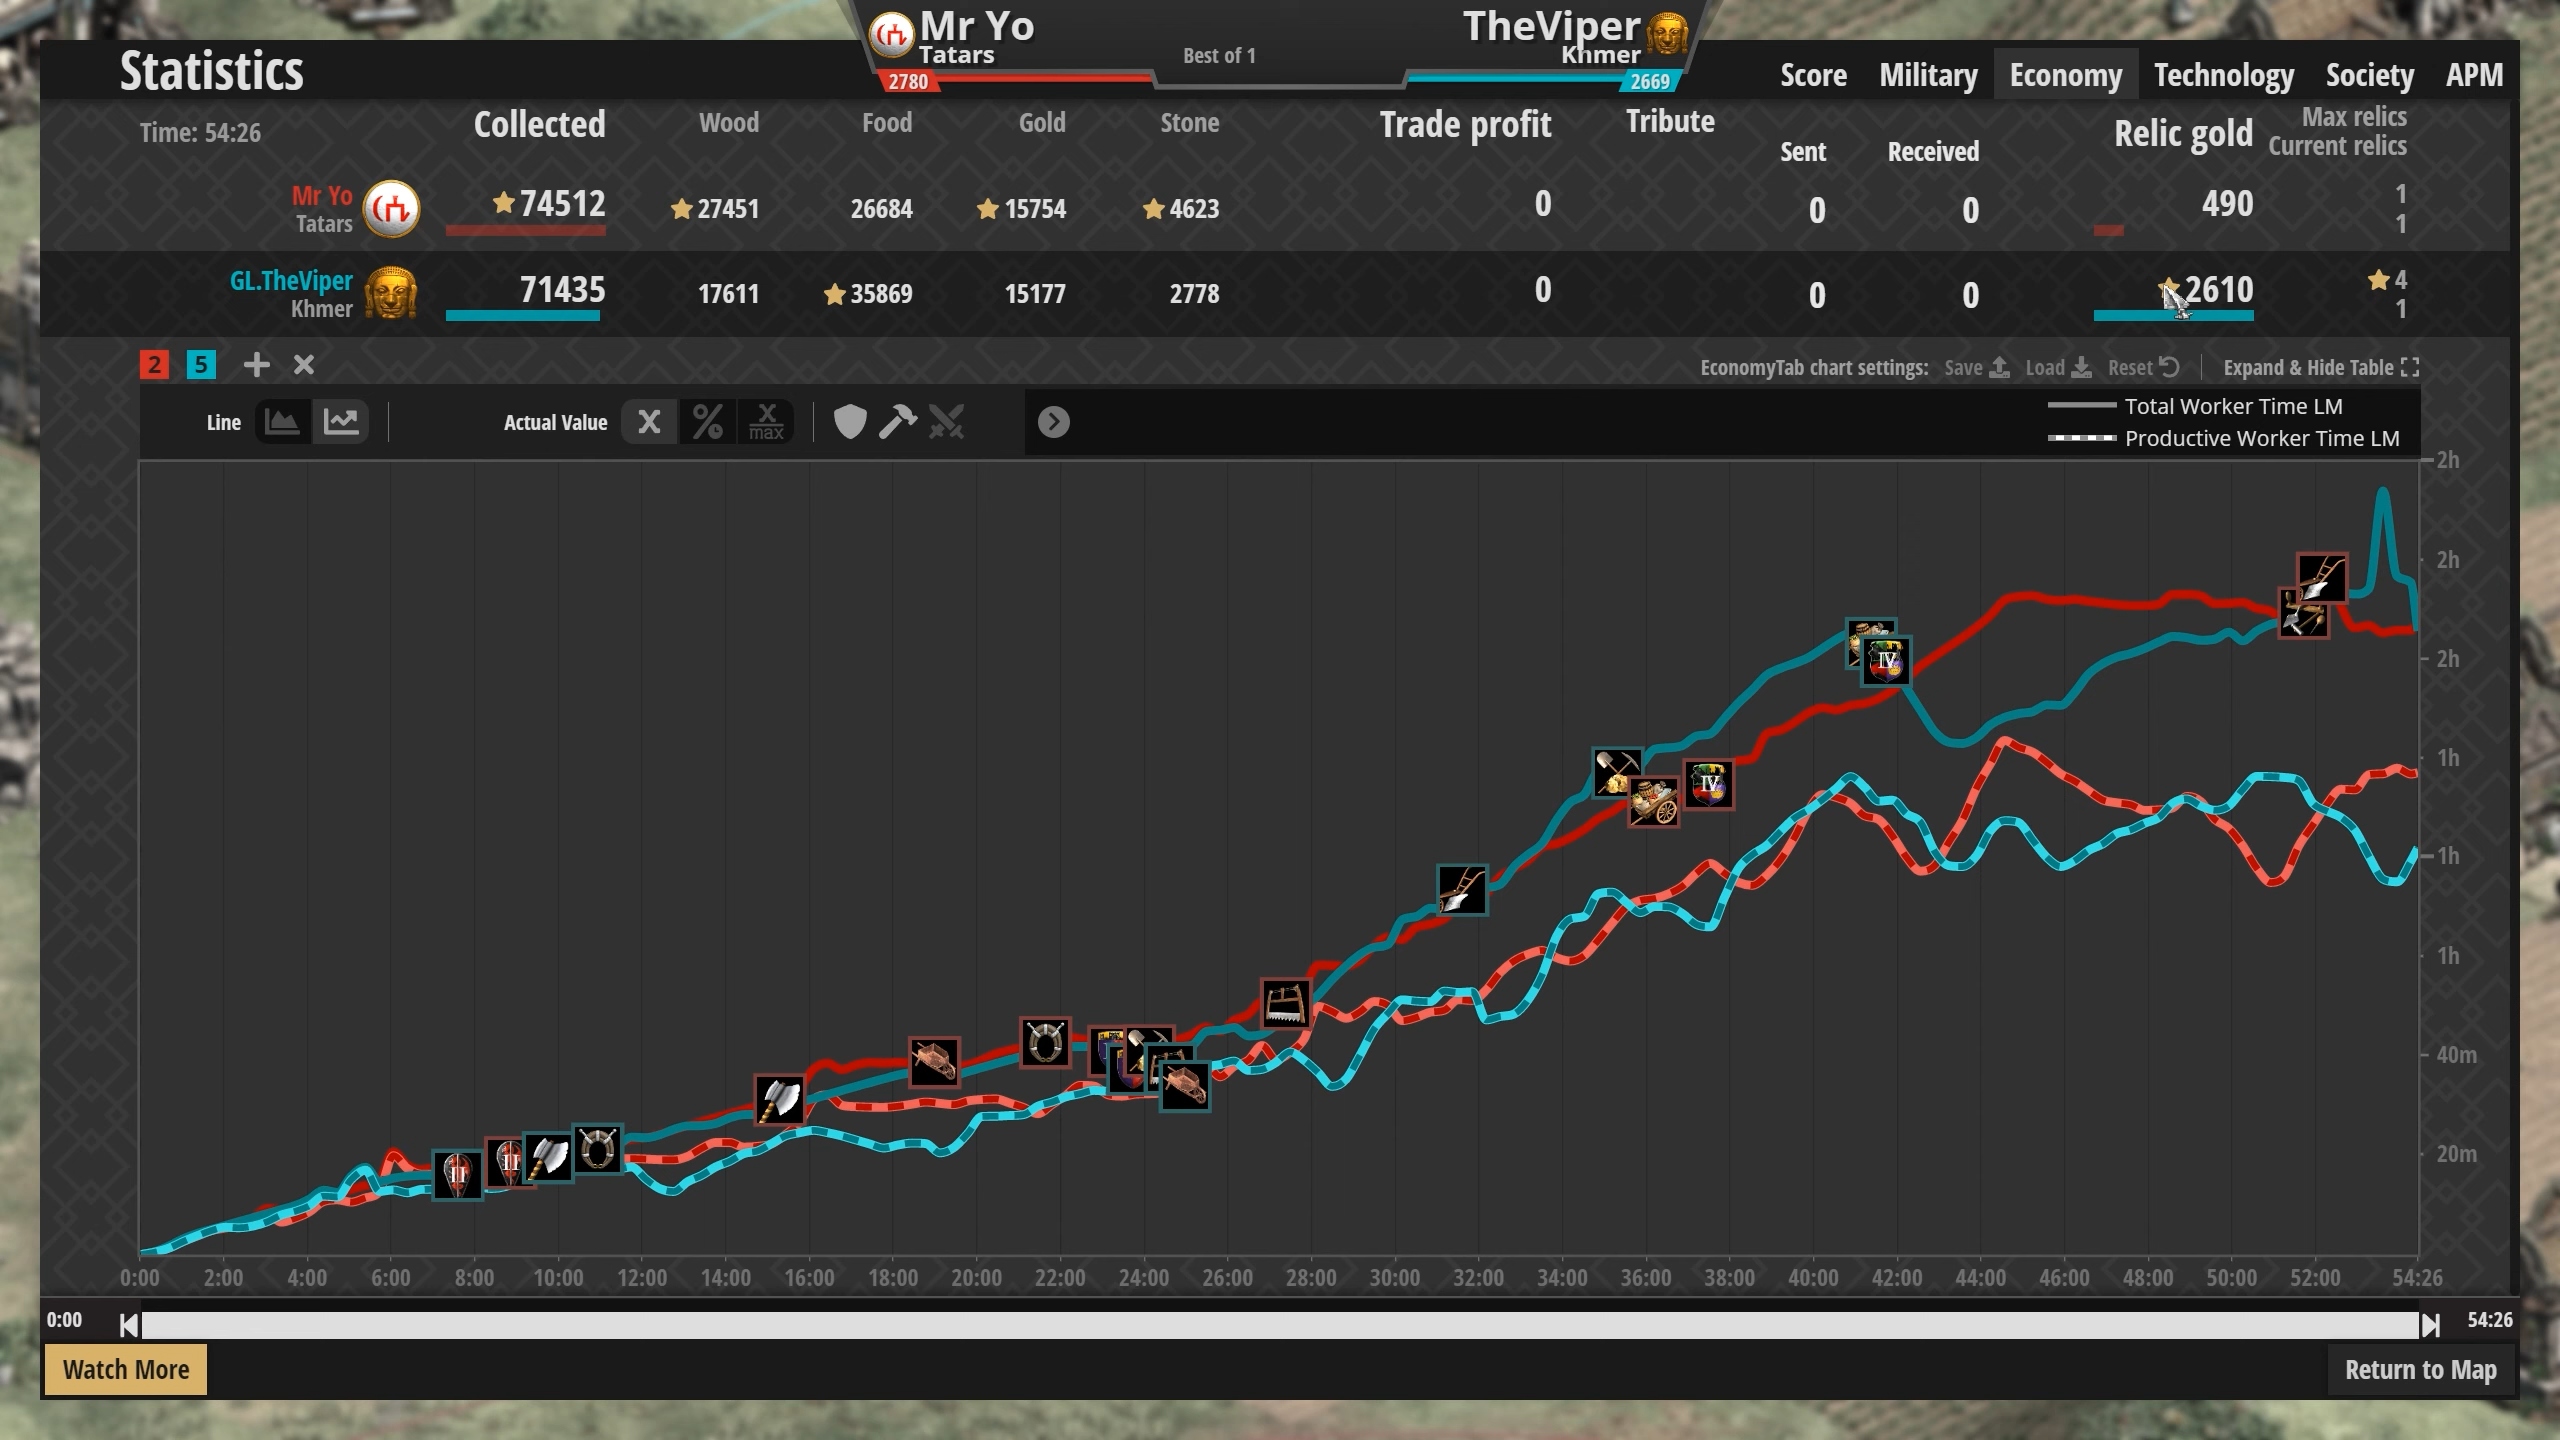 Mr Yo
Tatars
2780
Best of 1
TheViper
Khmer
2669
Statistics
Score Military Economy Technology Society APM
Time: 54:26
Collected Wood Food Gold Stone Trade profit Tribute Sent Received Relic gold Max relics Current relics
Mr Yo
Tatars
74512 27451 26684 15754 4623 0 0 0 490 1
1
GL.TheViper
Khmer
71435 17611 35869 15177 2778 0 0 0 2610 4
1
2 5
EconomyTab chart settings: Save Load Reset Expand & Hide Table
Line Actual Value X % X max
Total Worker Time LM
Productive Worker Time LM
2h
2h
2h
1h
1h
1h
40m
20m
II
II
IV
IV
0:00 2:00 4:00 6:00 8:00 10:00 12:00 14:00 16:00 18:00 20:00 22:00 24:00 26:00 28:00 30:00 32:00 34:00 36:00 38:00 40:00 42:00 44:00 46:00 48:00 50:00 52:00 54:26
0:00 54:26
Watch More
Return to Map